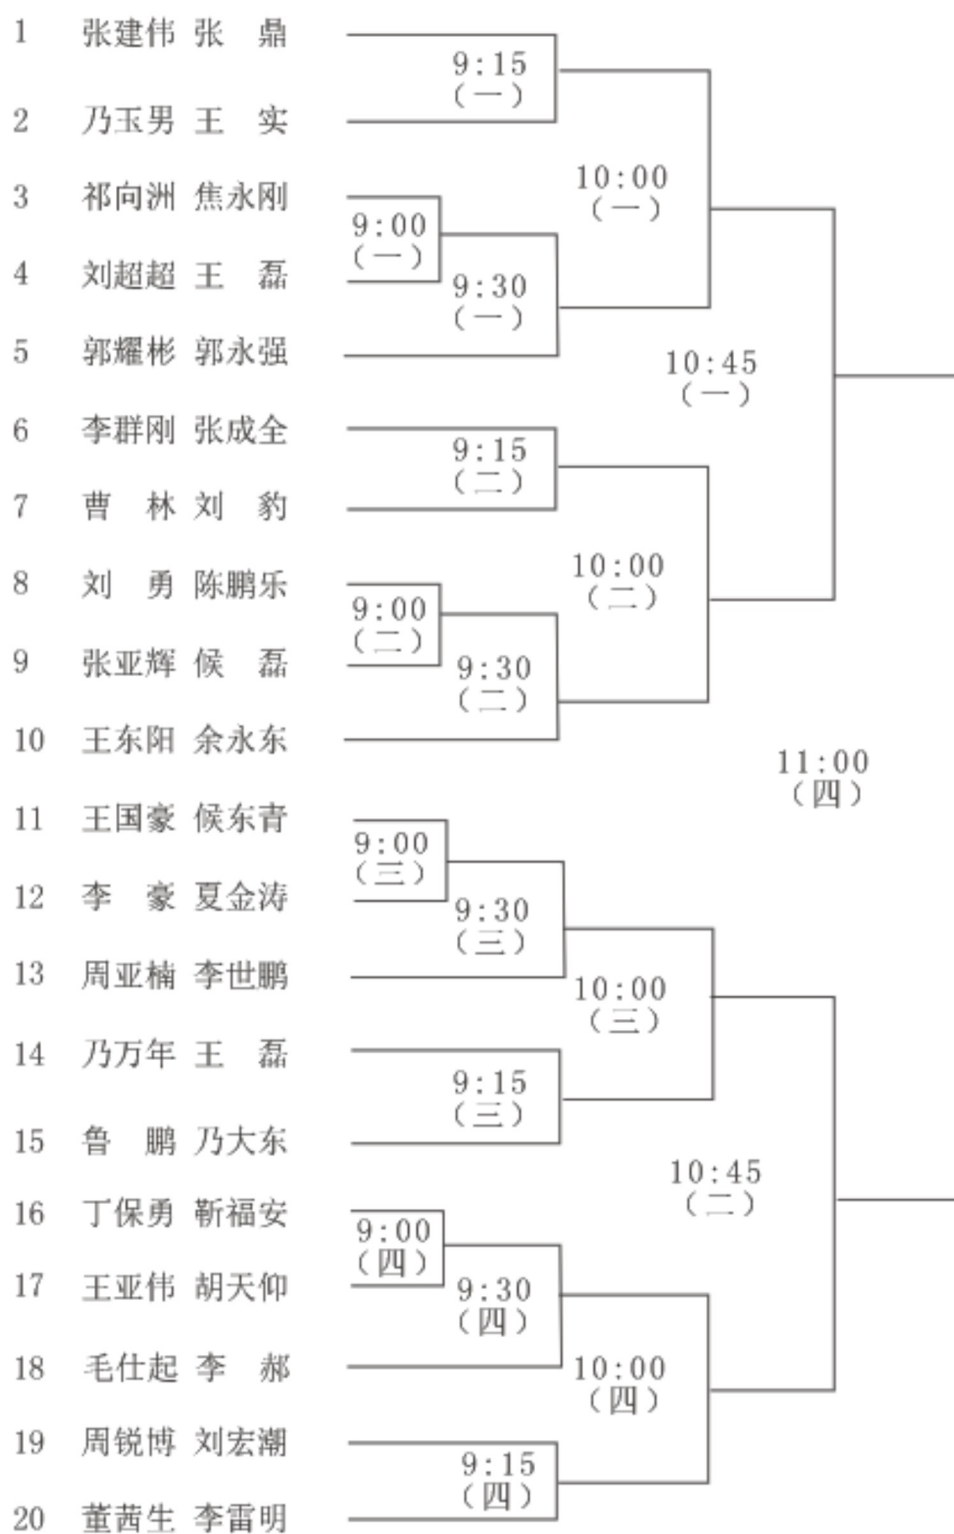 1 张建伟 张 鼎
9:15
(一)
2 乃玉男 王 实
10:00
(一)
3 祁向洲 焦永刚
9:00
(一)
4 刘超超 王 磊
9:30
(一)
5 郭耀彬 郭永强
10:45
(一)
6 李群刚 张成全
9:15
(二)
7 曹 林 刘 豹
10:00
(二)
8 刘 勇 陈鹏乐
9:00
(二)
9 张亚辉 候 磊
9:30
(二)
10 王东阳 余永东
11:00
(四)
11 王国豪 候东青
9:00
(三)
12 李 豪 夏金涛
9:30
(三)
13 周亚楠 李世鹏
10:00
(三)
14 乃万年 王 磊
9:15
(三)
15 鲁 鹏 乃大东
10:45
(二)
16 丁保勇 靳福安
9:00
(四)
17 王亚伟 胡天仰
9:30
(四)
18 毛仕起 李 郝
10:00
(四)
19 周锐博 刘宏潮
9:15
(四)
20 董茜生 李雷明